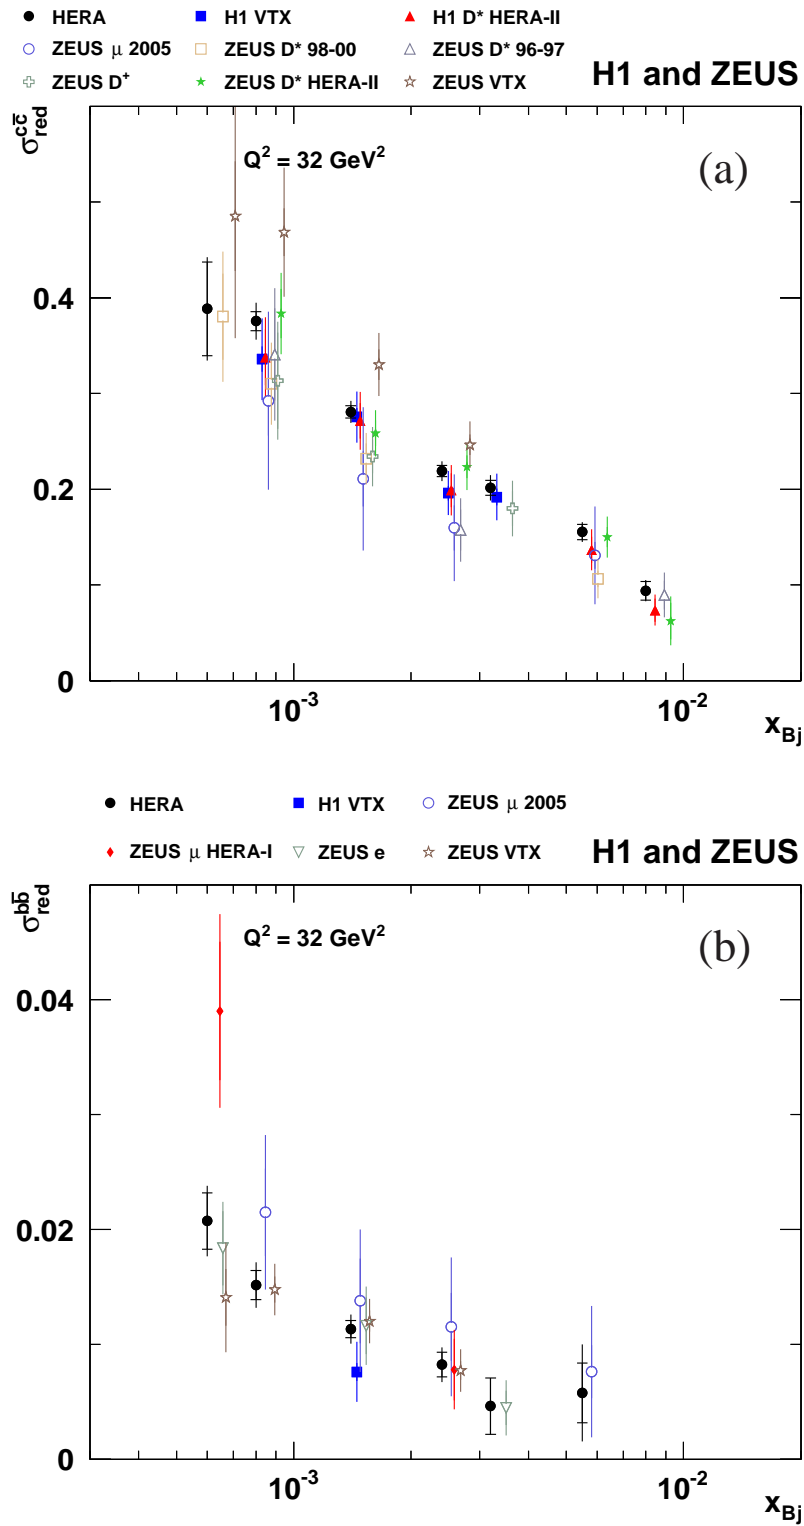 HERA H1 VTX H1 D* HERA-II
ZEUS μ 2005 ZEUS D* 98-00 ZEUS D* 96-97
ZEUS D⁺ ZEUS D* HERA-II ZEUS VTX
H1 and ZEUS
σ_red^cc̅
Q² = 32 GeV²
(a)
0.4
0.2
0
10⁻³ 10⁻²
x_Bj
HERA H1 VTX ZEUS μ 2005
ZEUS μ HERA-I ZEUS e ZEUS VTX
H1 and ZEUS
σ_red^bb̅
Q² = 32 GeV²
(b)
0.04
0.02
0
10⁻³ 10⁻²
x_Bj